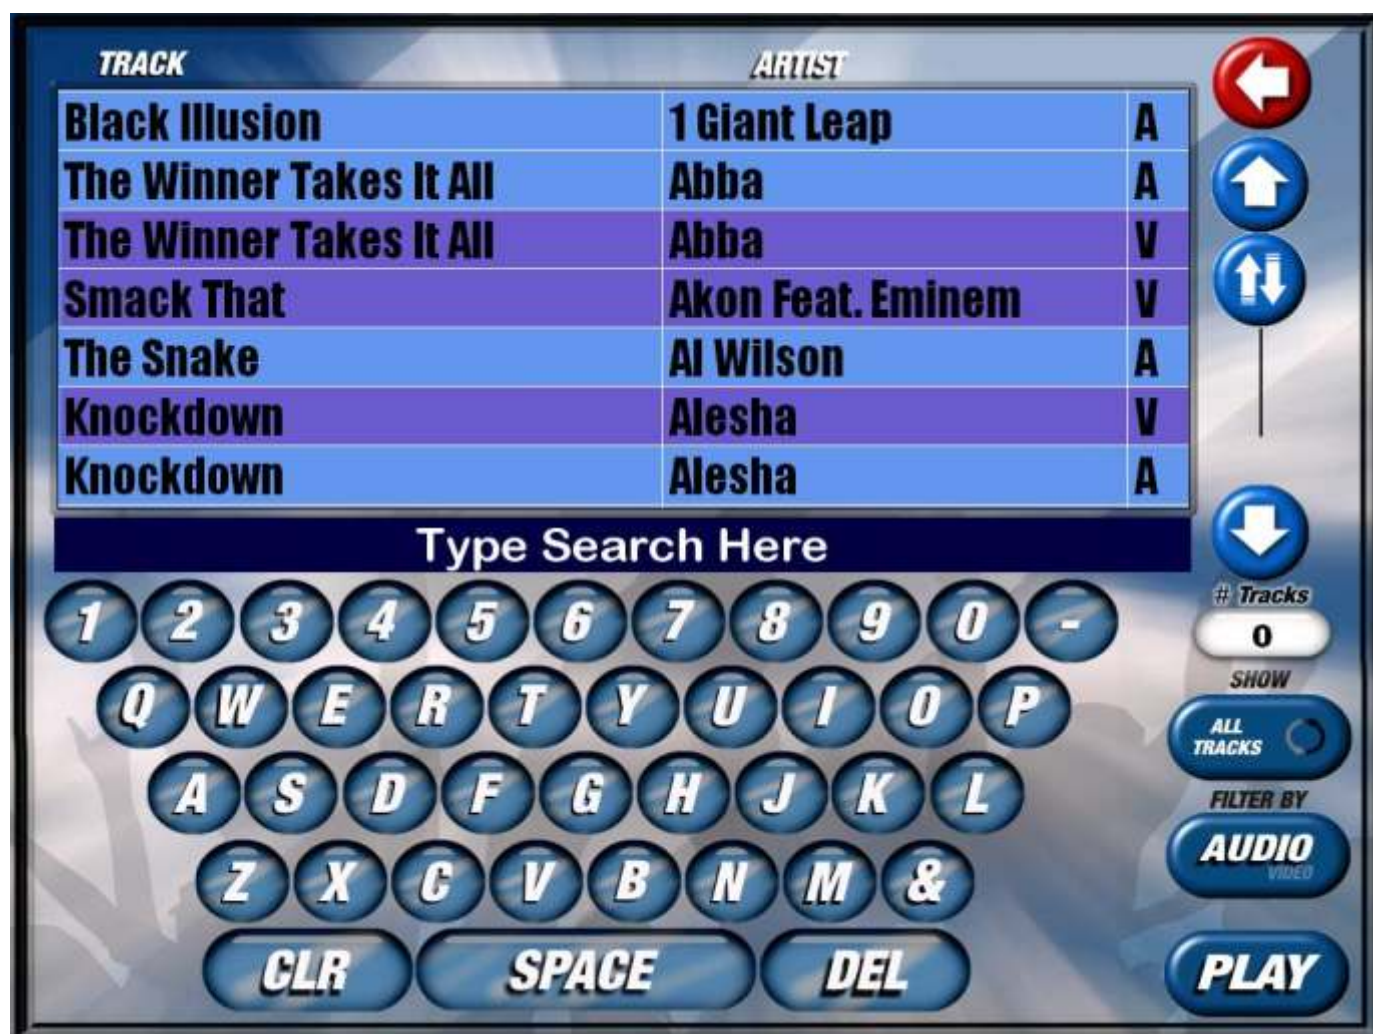 TRACK ARTIST
Black Illusion 1 Giant Leap A
The Winner Takes It All Abba A
The Winner Takes It All Abba V
Smack That Akon Feat. Eminem V
The Snake Al Wilson A
Knockdown Alesha V
Knockdown Alesha A
Type Search Here
# Tracks
0
1 2 3 4 5 6 7 8 9 0 -
SHOW
Q W E R T Y U I O P
ALL
TRACKS
A S D F G H J K L
FILTER BY
AUDIO
VIDEO
Z X C V B N M &
CLR SPACE DEL
PLAY